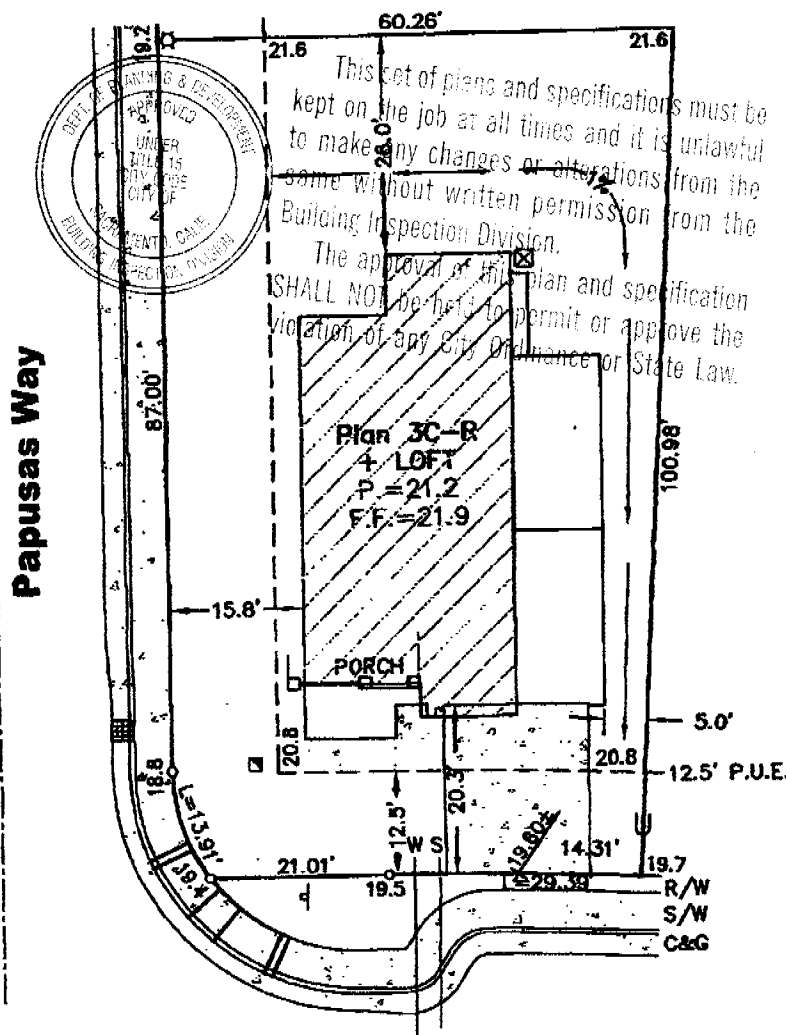 60.26'
19.2
21.6
21.6
DEPT. OF PLANNING & DEVELOPMENT
APPROVED
UNDER
TITLE 15
CITY CODE
CITY OF
SACRAMENTO, CALIF.
BUILDING INSPECTION DIVISION
This set of plans and specifications must be
kept on the job at all times and it is unlawful
to make any changes or alterations from the
same without written permission from the
Building Inspection Division.
The approval of this plan and specification
SHALL NOT be held to permit or approve the
violation of any City Ordinance or State Law.
Papusas Way
87.00'
Plan 3C-R
+ LOFT
P.=21.2
F.F.=21.9
100.98'
15.8'
PORCH
5.0'
20.8
20.8
12.5' P.U.E.
18.8
20.3'
12.5'
L=13.91'
W S
19.80±
14.31'
21.01'
19.5
=29.39
19.7
R/W
S/W
C&G